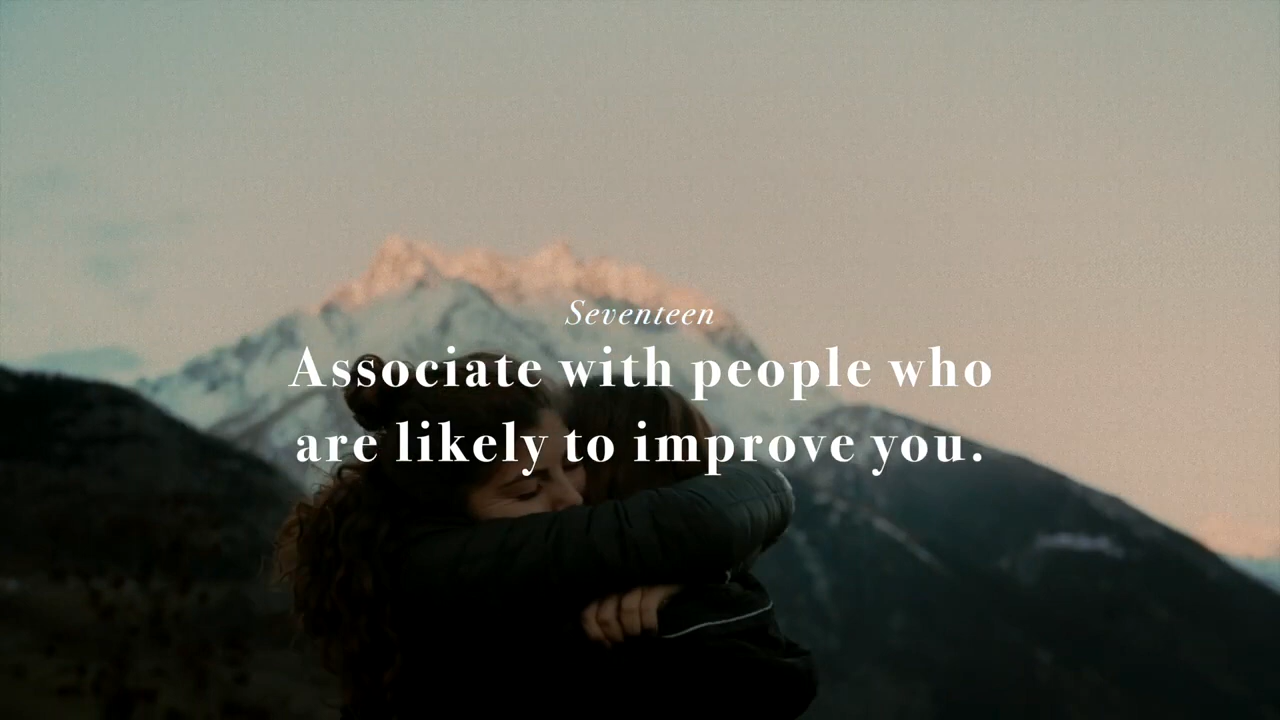 Seventeen
Associate with people who
are likely to improve you.